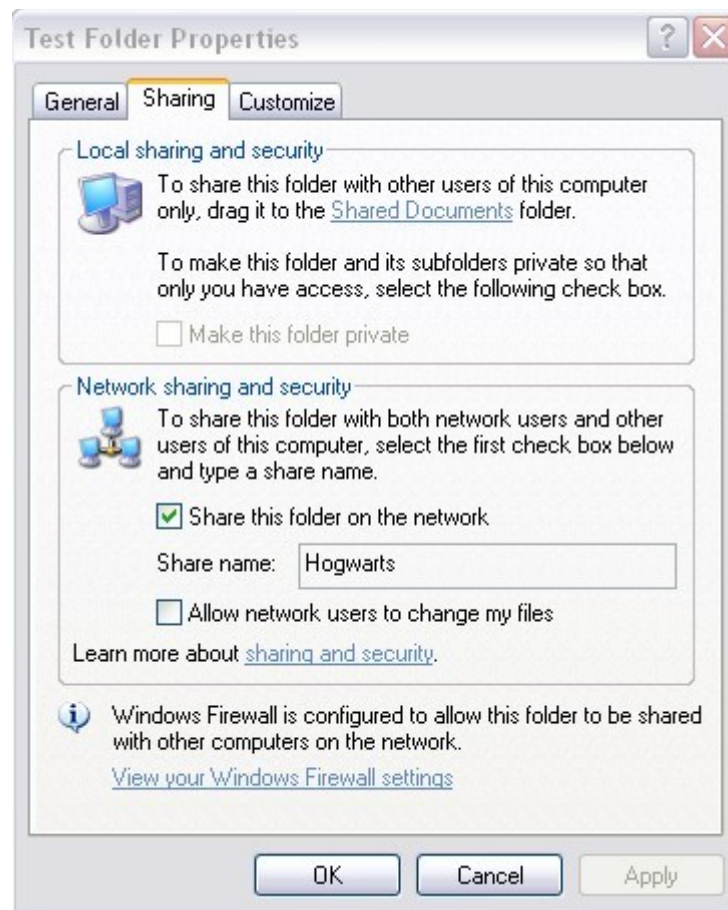 Test Folder Properties
General Sharing Customize
Local sharing and security
To share this folder with other users of this computer
only, drag it to the Shared Documents folder.
To make this folder and its subfolders private so that
only you have access, select the following check box.
Make this folder private
Network sharing and security
To share this folder with both network users and other
users of this computer, select the first check box below
and type a share name.
Share this folder on the network
Share name: Hogwarts
Allow network users to change my files
Learn more about sharing and security.
Windows Firewall is configured to allow this folder to be shared
with other computers on the network.
View your Windows Firewall settings
OK Cancel Apply